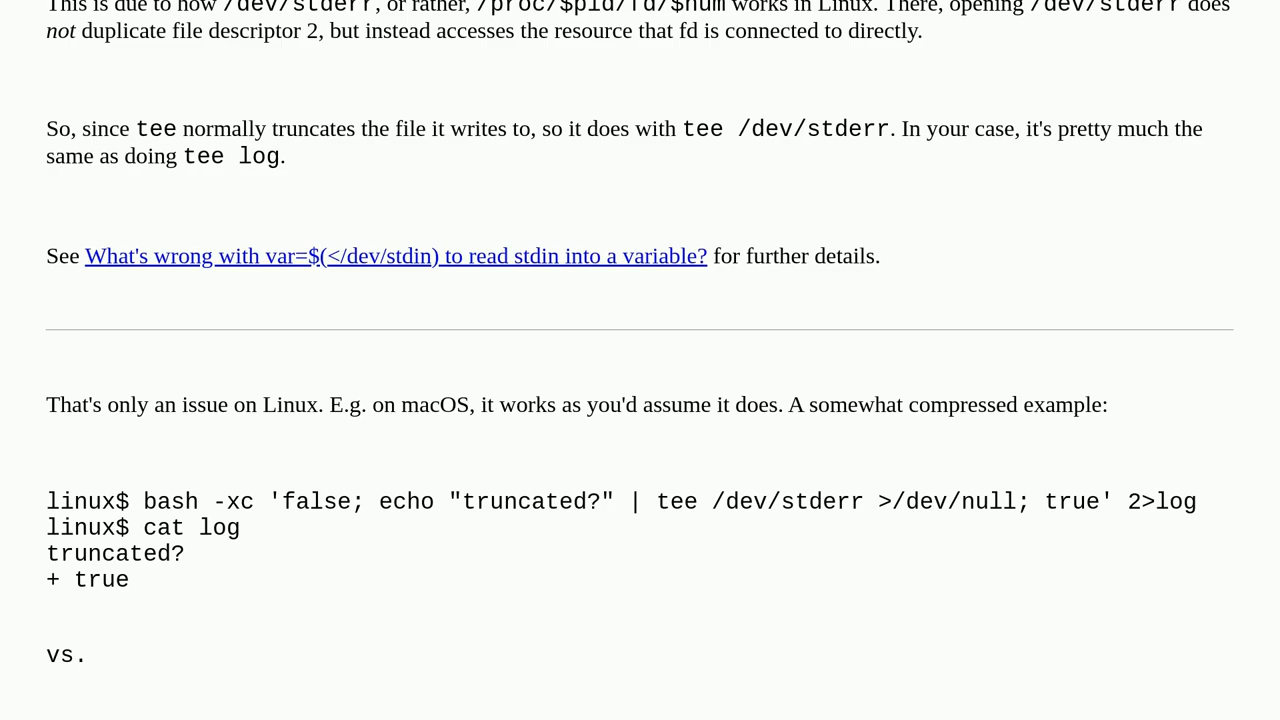 This is due to how /dev/stderr, or rather, /proc/$pid/fd/$num works in Linux. There, opening /dev/stderr does
not duplicate file descriptor 2, but instead accesses the resource that fd is connected to directly.
So, since tee normally truncates the file it writes to, so it does with tee /dev/stderr. In your case, it's pretty much the
same as doing tee log.
See What's wrong with var=$(</dev/stdin) to read stdin into a variable? for further details.
That's only an issue on Linux. E.g. on macOS, it works as you'd assume it does. A somewhat compressed example:
linux$ bash -xc 'false; echo "truncated?" | tee /dev/stderr >/dev/null; true' 2>log
linux$ cat log
truncated?
+ true
vs.